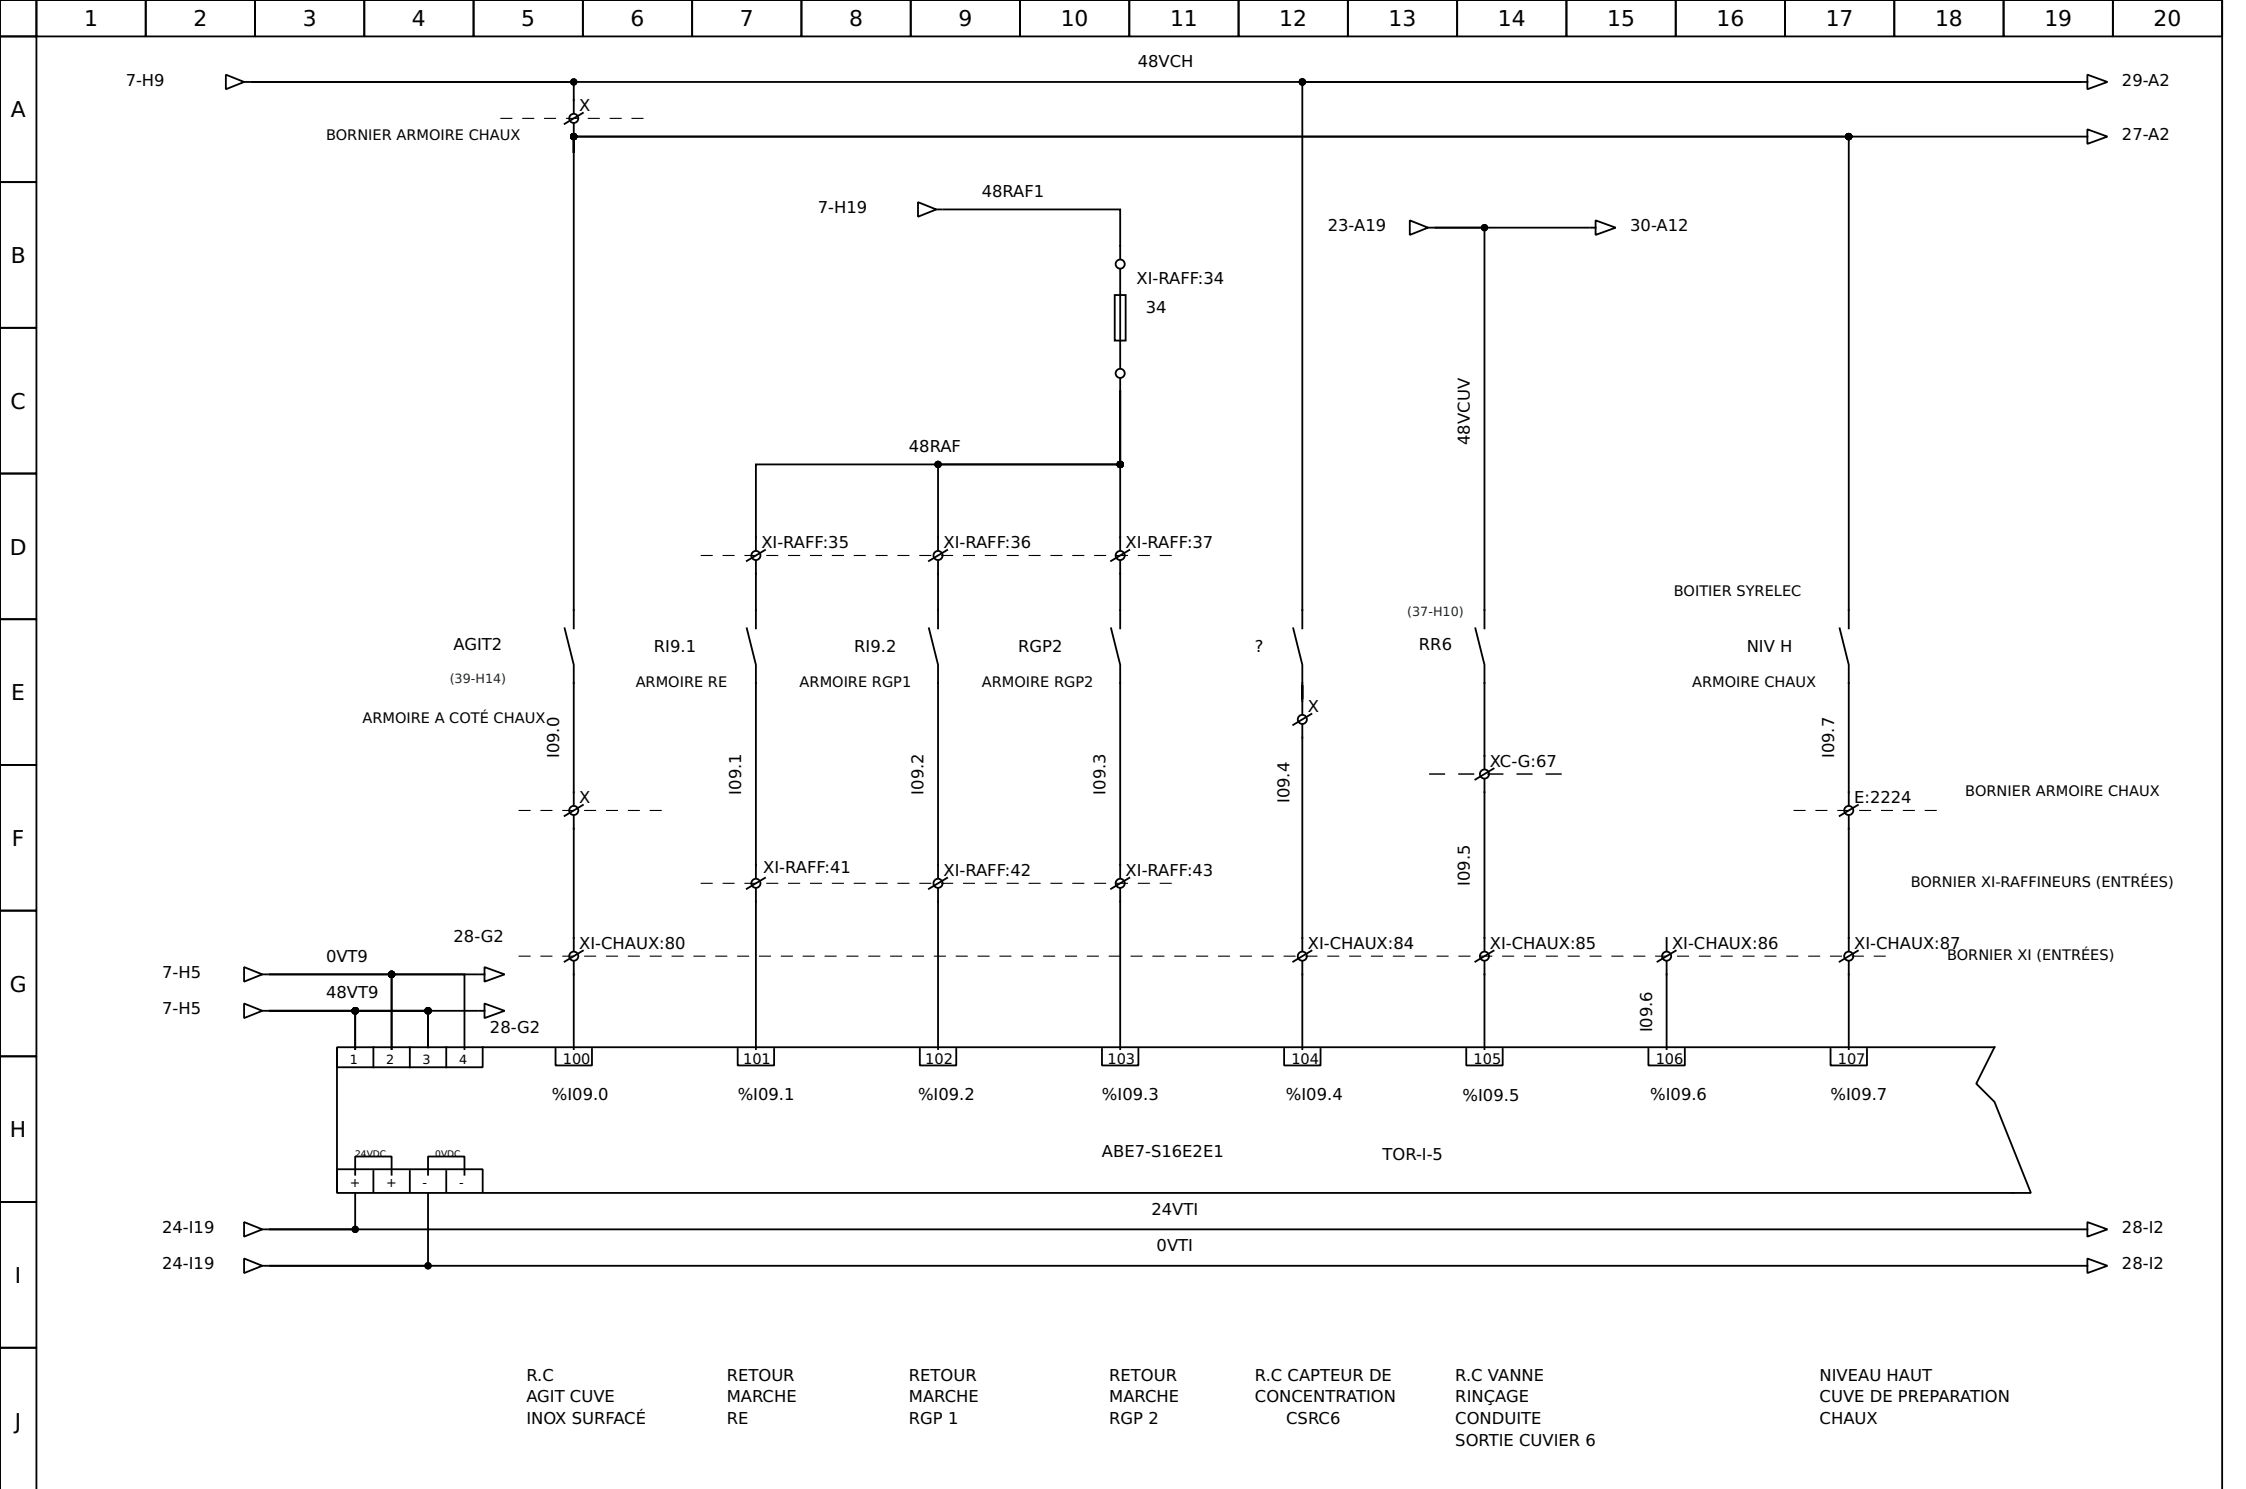 1 2 3 4 5 6 7 8 9 10 11 12 13 14 15 16 17 18 19 20
48VCH
7-H9
29-A2
A
X
BORNIER ARMOIRE CHAUX
27-A2
48RAF1
7-H19
23-A19
30-A12
B
XI-RAFF:34
34
C
48VCUV
48RAF
D
XI-RAFF:35
XI-RAFF:36
XI-RAFF:37
BOITIER SYRELEC
(37-H10)
AGIT2
RI9.1
RI9.2
RGP2
?
RR6
NIV H
(39-H14)
ARMOIRE RE
ARMOIRE RGP1
ARMOIRE RGP2
ARMOIRE CHAUX
E
ARMOIRE A COTÉ CHAUX
X
I09.0
I09.1
I09.2
I09.3
I09.4
I09.7
XC-G:67
X
E:2224
BORNIER ARMOIRE CHAUX
F
XI-RAFF:41
XI-RAFF:42
XI-RAFF:43
I09.5
BORNIER XI-RAFFINEURS (ENTRÉES)
28-G2
XI-CHAUX:80
XI-CHAUX:84
XI-CHAUX:85
XI-CHAUX:86
XI-CHAUX:87
BORNIER XI (ENTRÉES)
0VT9
7-H5
G
48VT9
7-H5
28-G2
I09.6
1 2 3 4
100 101 102 103 104 105 106 107
%I09.0
%I09.1
%I09.2
%I09.3
%I09.4
%I09.5
%I09.6
%I09.7
H
24VDC
0VDC
ABE7-S16E2E1
TOR-I-5
+ + - -
24VTI
24-I19
28-I2
0VTI
24-I19
28-I2
I
R.C
AGIT CUVE
INOX SURFACÉ
RETOUR
MARCHE
RE
RETOUR
MARCHE
RGP 1
RETOUR
MARCHE
RGP 2
R.C CAPTEUR DE
CONCENTRATION
CSRC6
R.C VANNE
RINÇAGE
CONDUITE
SORTIE CUVIER 6
NIVEAU HAUT
CUVE DE PREPARATION
CHAUX
J